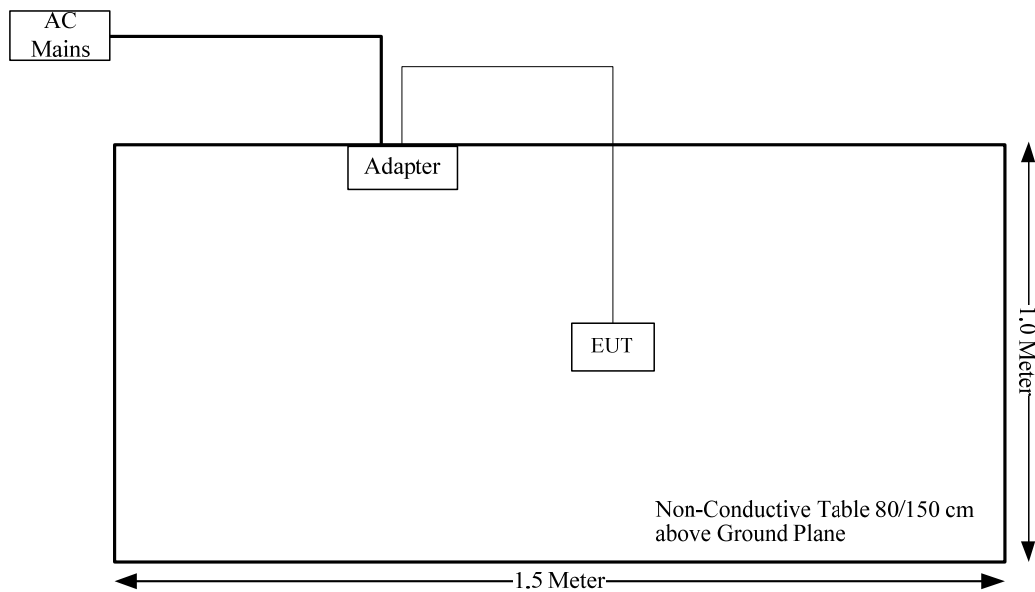 AC
Mains
Adapter
EUT
1.0 Meter
Non-Conductive Table 80/150 cm
above Ground Plane
1.5 Meter